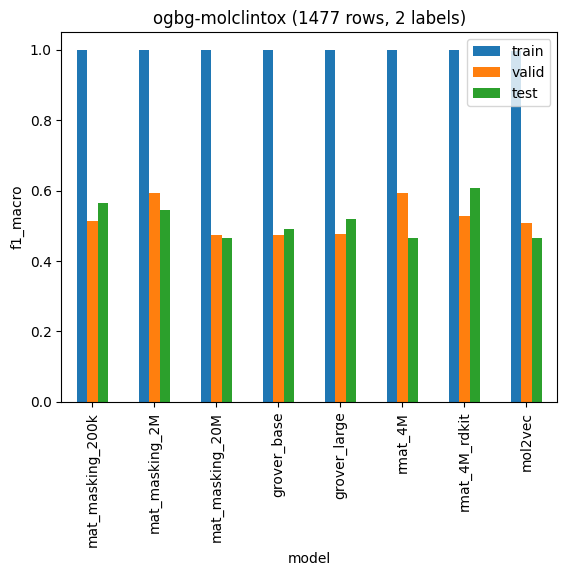 ogbg-molclintox (1477 rows, 2 labels)
f1_macro
1.0
0.8
0.6
0.4
0.2
0.0
train
valid
test
mat_masking_200k
mat_masking_2M
mat_masking_20M
grover_base
grover_large
rmat_4M
rmat_4M_rdkit
mol2vec
model